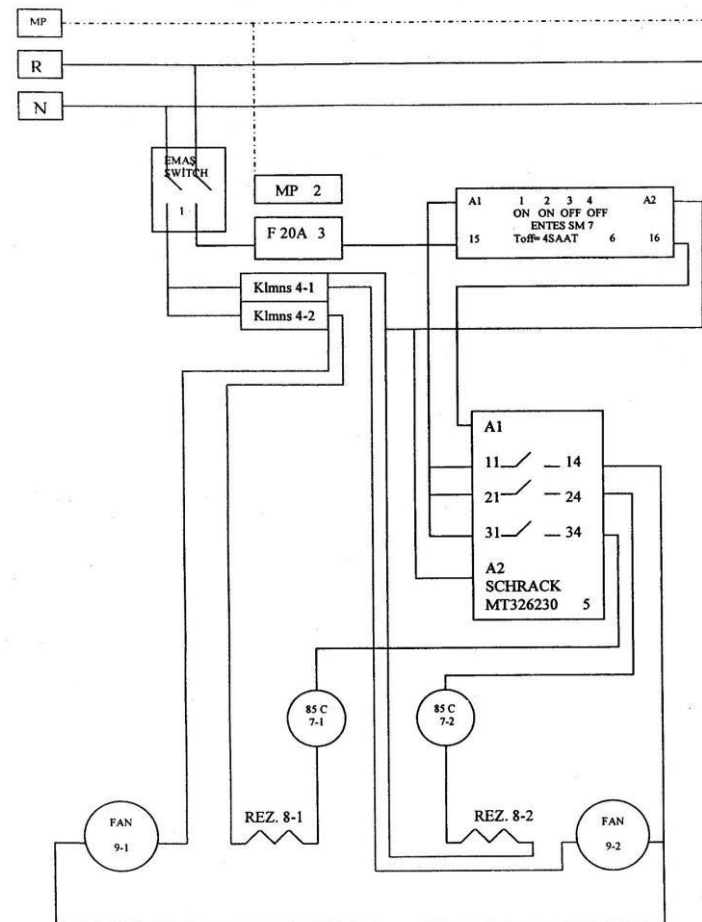 MP
R
N
EMAŞ
SWİTCH
1
MP 2
F 20A 3
Klmns 4-1
Klmns 4-2
A1 1 2 3 4 A2
ON ON OFF OFF
ENTES SM 7
15 Toff= 4SAAT 6 16
A1
11 14
21 24
31 34
A2
SCHRACK
MT326230 5
85 C
7-1
85 C
7-2
REZ. 8-1
REZ. 8-2
FAN
9-1
FAN
9-2